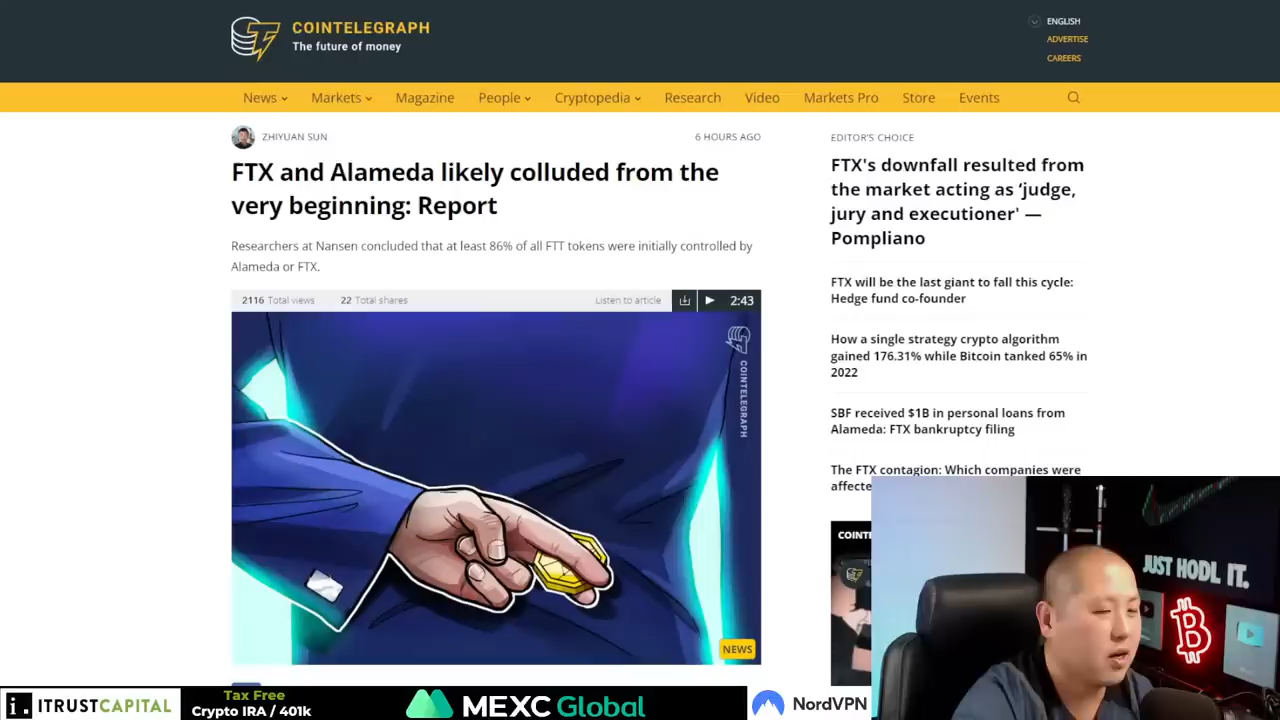 COINTELEGRAPH
The future of money
ENGLISH
ADVERTISE
CAREERS
News
Markets
Magazine
People
Cryptopedia
Research
Video
Markets Pro
Store
Events
ZHIYUAN SUN
6 HOURS AGO
FTX and Alameda likely colluded from the
very beginning: Report
Researchers at Nansen concluded that at least 86% of all FTT tokens were initially controlled by
Alameda or FTX.
2116 Total views
22 Total shares
Listen to article
2:43
COINTELEGRAPH
NEWS
EDITOR'S CHOICE
FTX's downfall resulted from
the market acting as ‘judge,
jury and executioner' —
Pompliano
FTX will be the last giant to fall this cycle:
Hedge fund co-founder
How a single strategy crypto algorithm
gained 176.31% while Bitcoin tanked 65% in
2022
SBF received $1B in personal loans from
Alameda: FTX bankruptcy filing
The FTX contagion: Which companies were
JUST HODL IT.
i. ITRUSTCAPITAL
Tax Free
Crypto IRA / 401k
MEXC Global
NordVPN